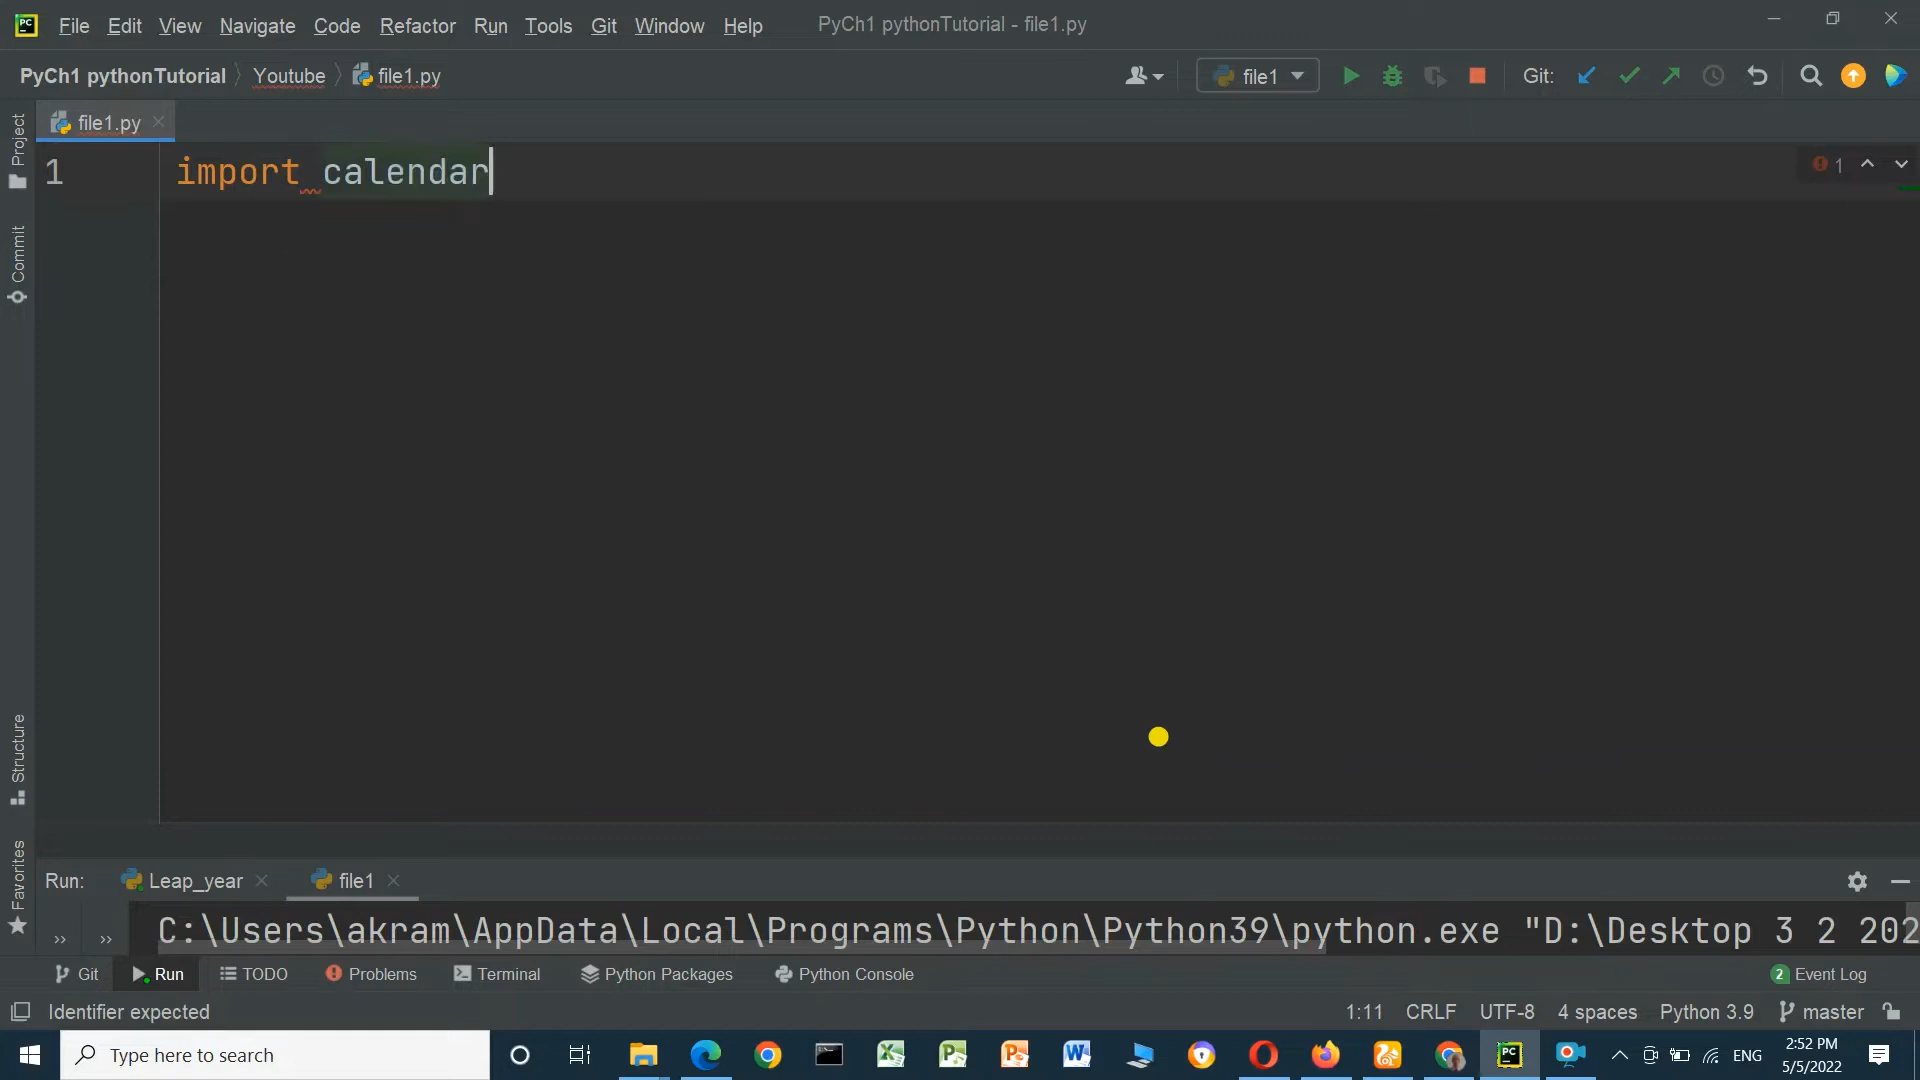 File Edit View Navigate Code Refactor Run Tools Git Window Help PyCh1 pythonTutorial - file1.py
PyCh1 pythonTutorial Youtube file1.py file1 Git:
file1.py
Project
Commit
Structure
Favorites
1 import calendar 1
Run: Leap_year file1
C:\Users\akram\AppData\Local\Programs\Python\Python39\python.exe "D:\Desktop 3 2 202
Git Run TODO Problems Terminal Python Packages Python Console 2 Event Log
Identifier expected 1:11 CRLF UTF-8 4 spaces Python 3.9 master
Type here to search ENG 2:52 PM
5/5/2022